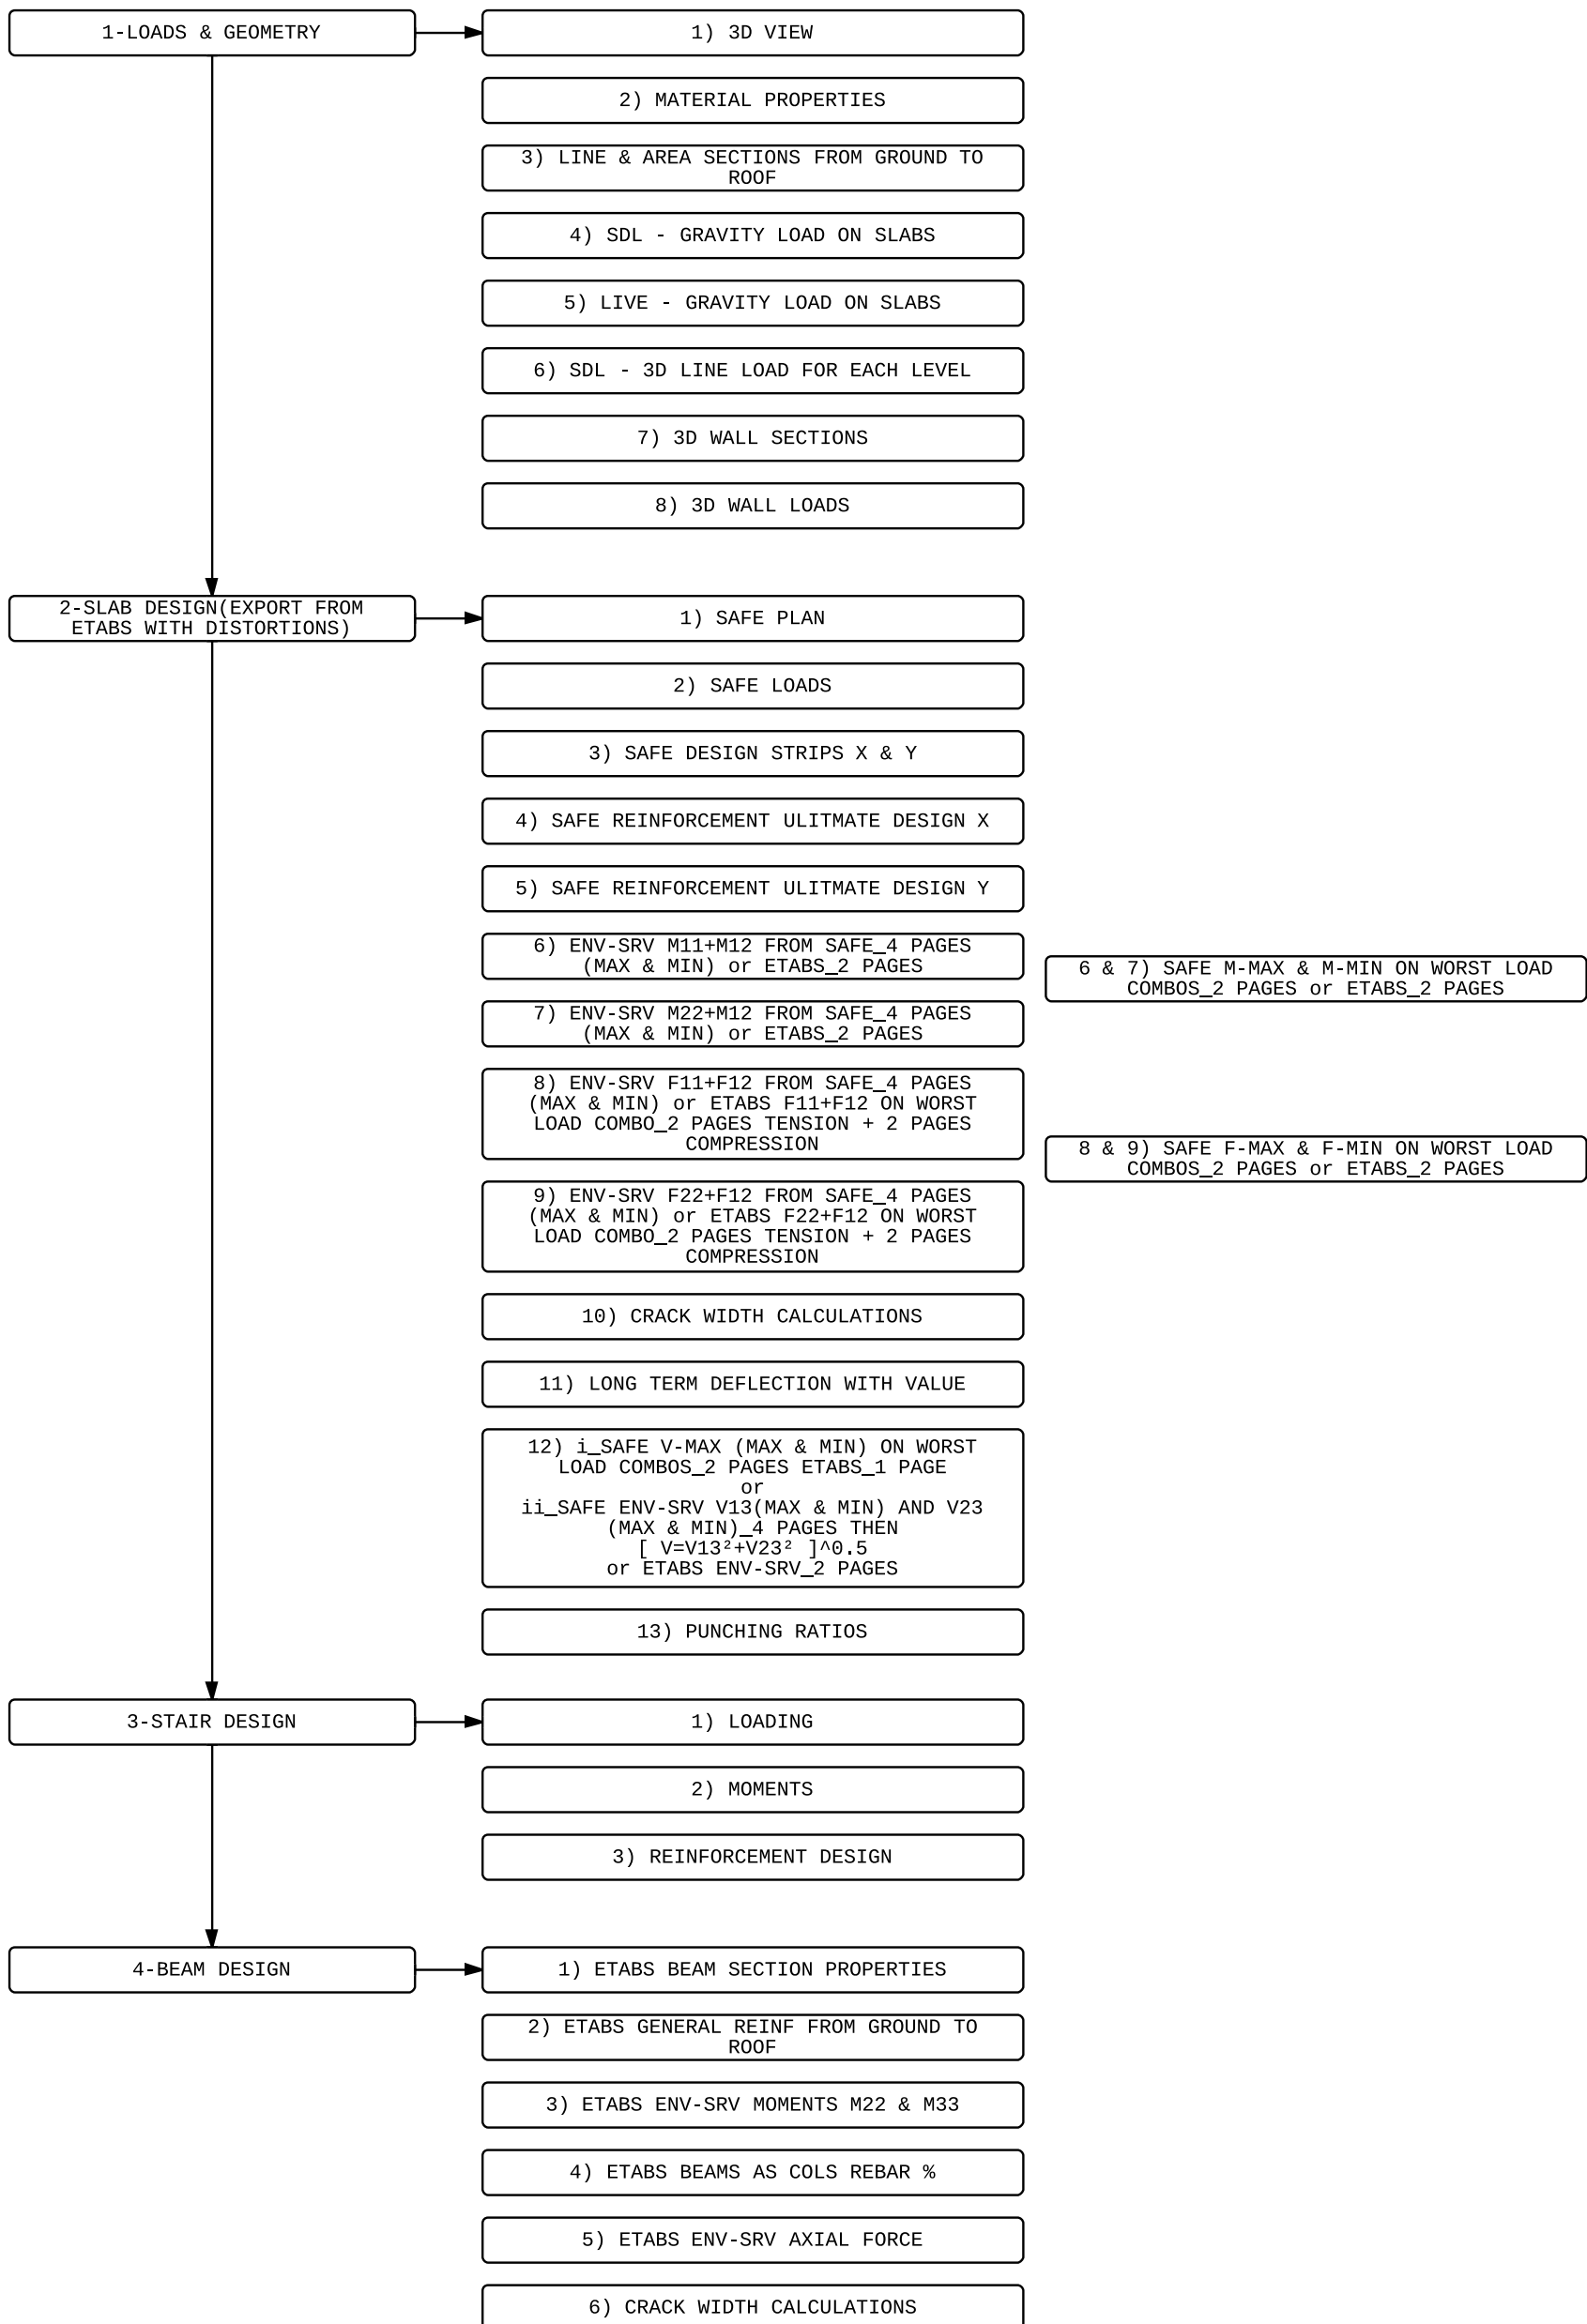 1-LOADS & GEOMETRY
1) 3D VIEW
2) MATERIAL PROPERTIES
3) LINE & AREA SECTIONS FROM GROUND TO
ROOF
4) SDL - GRAVITY LOAD ON SLABS
5) LIVE - GRAVITY LOAD ON SLABS
6) SDL - 3D LINE LOAD FOR EACH LEVEL
7) 3D WALL SECTIONS
8) 3D WALL LOADS
2-SLAB DESIGN(EXPORT FROM
ETABS WITH DISTORTIONS)
1) SAFE PLAN
2) SAFE LOADS
3) SAFE DESIGN STRIPS X & Y
4) SAFE REINFORCEMENT ULITMATE DESIGN X
5) SAFE REINFORCEMENT ULITMATE DESIGN Y
6) ENV-SRV M11+M12 FROM SAFE_4 PAGES
(MAX & MIN) or ETABS_2 PAGES
6 & 7) SAFE M-MAX & M-MIN ON WORST LOAD
COMBOS_2 PAGES or ETABS_2 PAGES
7) ENV-SRV M22+M12 FROM SAFE_4 PAGES
(MAX & MIN) or ETABS_2 PAGES
8) ENV-SRV F11+F12 FROM SAFE_4 PAGES
(MAX & MIN) or ETABS F11+F12 ON WORST
LOAD COMBO_2 PAGES TENSION + 2 PAGES
COMPRESSION
8 & 9) SAFE F-MAX & F-MIN ON WORST LOAD
COMBOS_2 PAGES or ETABS_2 PAGES
9) ENV-SRV F22+F12 FROM SAFE_4 PAGES
(MAX & MIN) or ETABS F22+F12 ON WORST
LOAD COMBO_2 PAGES TENSION + 2 PAGES
COMPRESSION
10) CRACK WIDTH CALCULATIONS
11) LONG TERM DEFLECTION WITH VALUE
12) i_SAFE V-MAX (MAX & MIN) ON WORST
LOAD COMBOS_2 PAGES ETABS_1 PAGE
or
ii_SAFE ENV-SRV V13(MAX & MIN) AND V23
(MAX & MIN)_4 PAGES THEN
[ V=V13²+V23² ]^0.5
or ETABS ENV-SRV_2 PAGES
13) PUNCHING RATIOS
3-STAIR DESIGN
1) LOADING
2) MOMENTS
3) REINFORCEMENT DESIGN
4-BEAM DESIGN
1) ETABS BEAM SECTION PROPERTIES
2) ETABS GENERAL REINF FROM GROUND TO
ROOF
3) ETABS ENV-SRV MOMENTS M22 & M33
4) ETABS BEAMS AS COLS REBAR %
5) ETABS ENV-SRV AXIAL FORCE
6) CRACK WIDTH CALCULATIONS